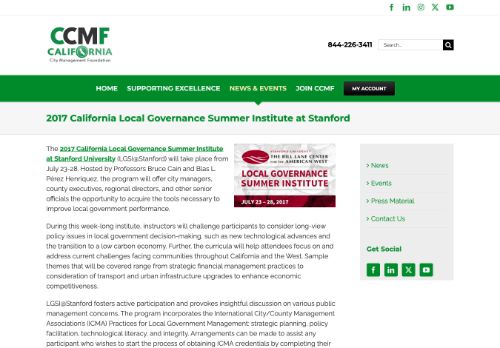 CCMF
CALIFORNIA
City Management Foundation
844-226-3411
Search...
HOME SUPPORTING EXCELLENCE NEWS & EVENTS JOIN CCMF MY ACCOUNT
2017 California Local Governance Summer Institute at Stanford
The 2017 California Local Governance Summer Institute
at Stanford University (LGSI@Stanford) will take place from
July 23-28. Hosted by Professors Bruce Cain and Blas L.
Pérez Henríquez, the program will offer city managers,
county executives, regional directors, and other senior
officials the opportunity to acquire the tools necessary to
improve local government performance.
STANFORD UNIVERSITY
THE BILL LANE CENTER
FOR THE AMERICAN WEST
LOCAL GOVERNANCE
SUMMER INSTITUTE
JULY 23 – 28, 2017
During this week-long institute, instructors will challenge participants to consider long-view
policy issues in local government decision-making, such as new technological advances and
the transition to a low carbon economy. Further, the curricula will help attendees focus on and
address current challenges facing communities throughout California and the West. Sample
themes that will be covered range from strategic financial management practices to
consideration of transport and urban infrastructure upgrades to enhance economic
competitiveness.
LGSI@Stanford fosters active participation and provokes insightful discussion on various public
management concerns. The program incorporates the International City/County Management
Association's (ICMA) Practices for Local Government Management: strategic planning, policy
facilitation, technological literacy, and integrity. Arrangements can be made to assist any
participant who wishes to start the process of obtaining ICMA credentials by completing their
News
Events
Press Material
Contact Us
Get Social